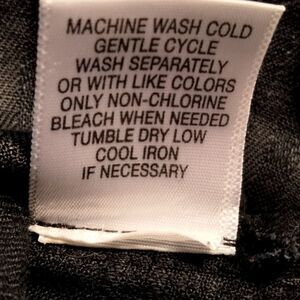 MACHINE WASH COLD
GENTLE CYCLE
WASH SEPARATELY
OR WITH LIKE COLORS
ONLY NON-CHLORINE
BLEACH WHEN NEEDED
TUMBLE DRY LOW
COOL IRON
IF NECESSARY